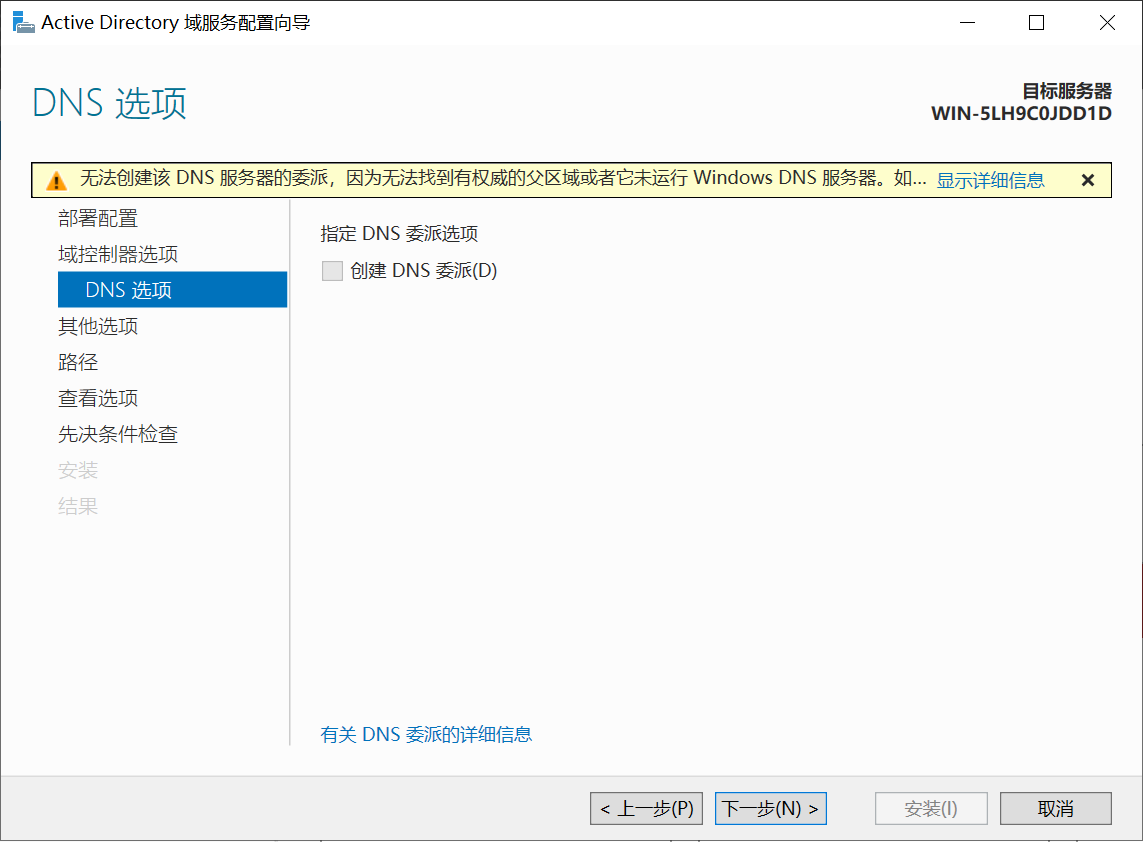 Active Directory 域服务配置向导
DNS 选项
目标服务器
WIN-5LH9C0JDD1D
无法创建该 DNS 服务器的委派，因为无法找到有权威的父区域或者它未运行 Windows DNS 服务器。如... 显示详细信息
部署配置
域控制器选项
DNS 选项
其他选项
路径
查看选项
先决条件检查
安装
结果
指定 DNS 委派选项
创建 DNS 委派(D)
有关 DNS 委派的详细信息
< 上一步(P) 下一步(N) > 安装(I) 取消